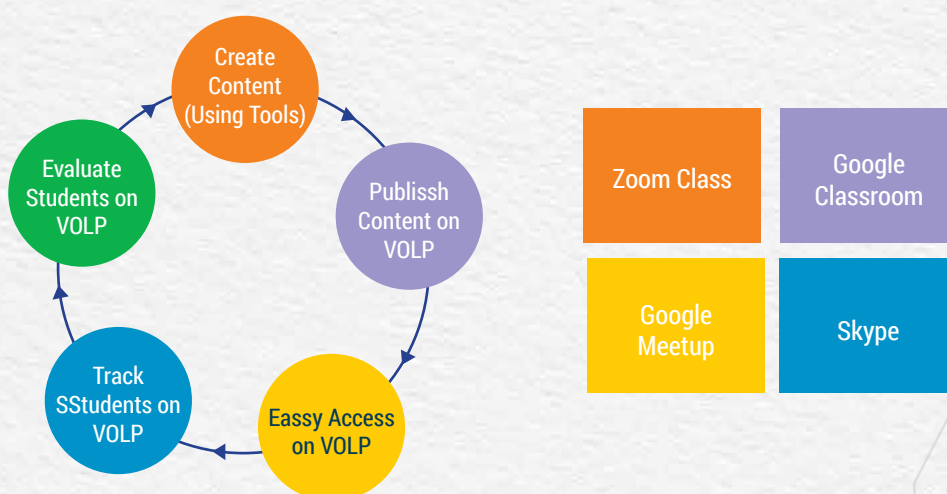 Create
Content
(Using Tools)
Publissh
Content on
VOLP
Eassy Access
on VOLP
Track
SStudents on
VOLP
Evaluate
Students on
VOLP
Zoom Class
Google
Classroom
Google
Meetup
Skype